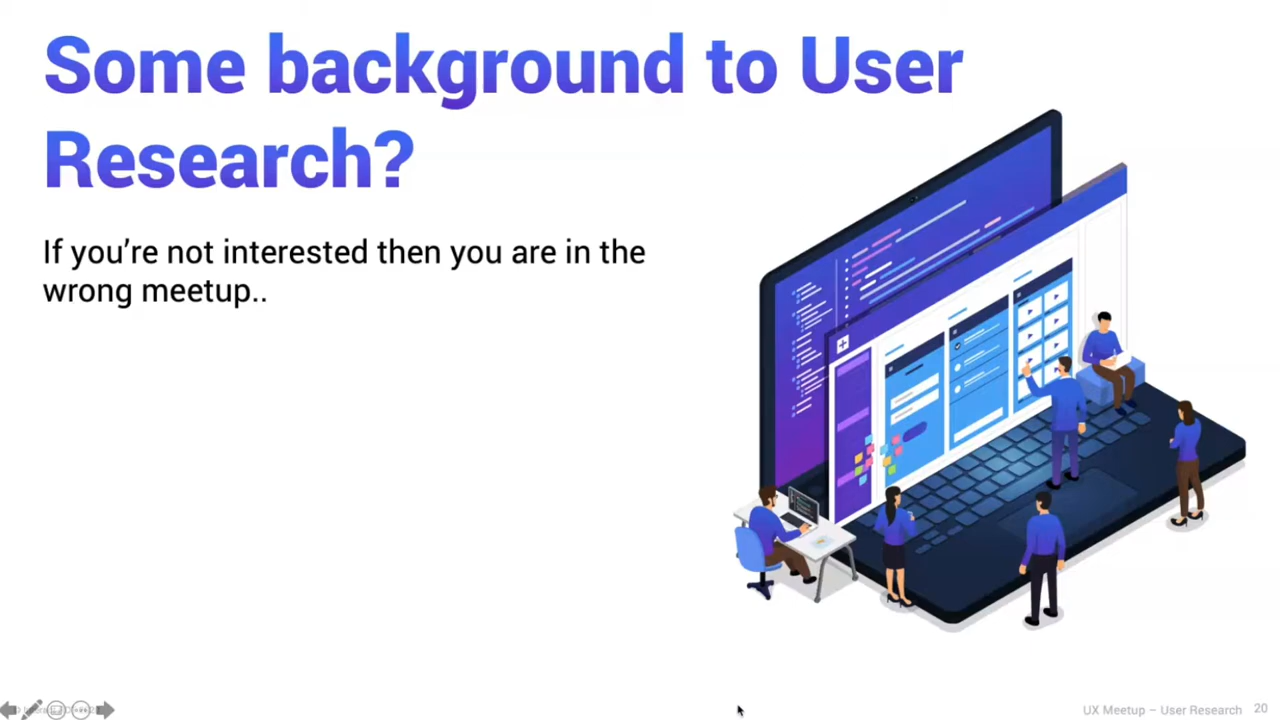 Some background to User
Research?
If you’re not interested then you are in the
wrong meetup..
UX Meetup – User Research 20